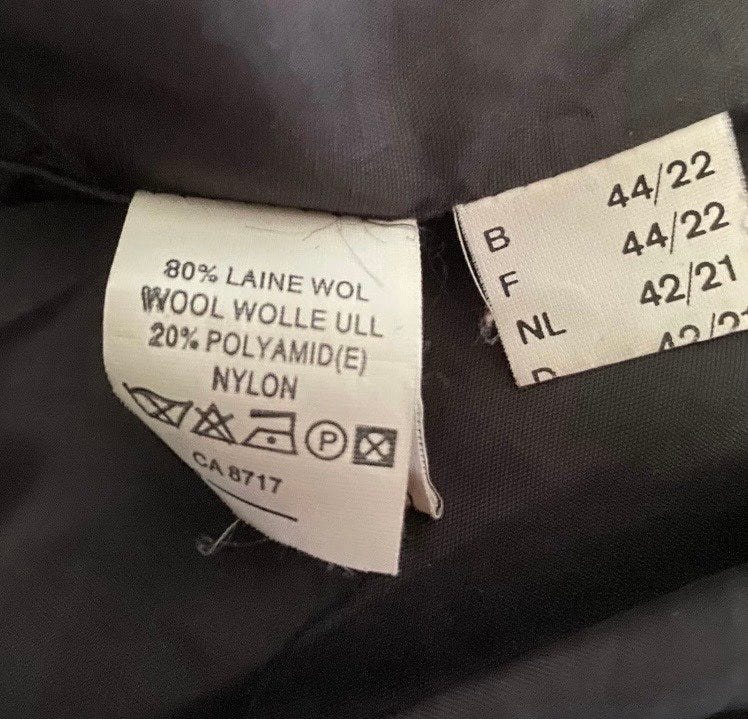 80% LAINE WOL
WOOL WOLLE ULL
20% POLYAMID(E)
NYLON
P
CA 8717
B 44/22
F 44/22
NL 42/21
D